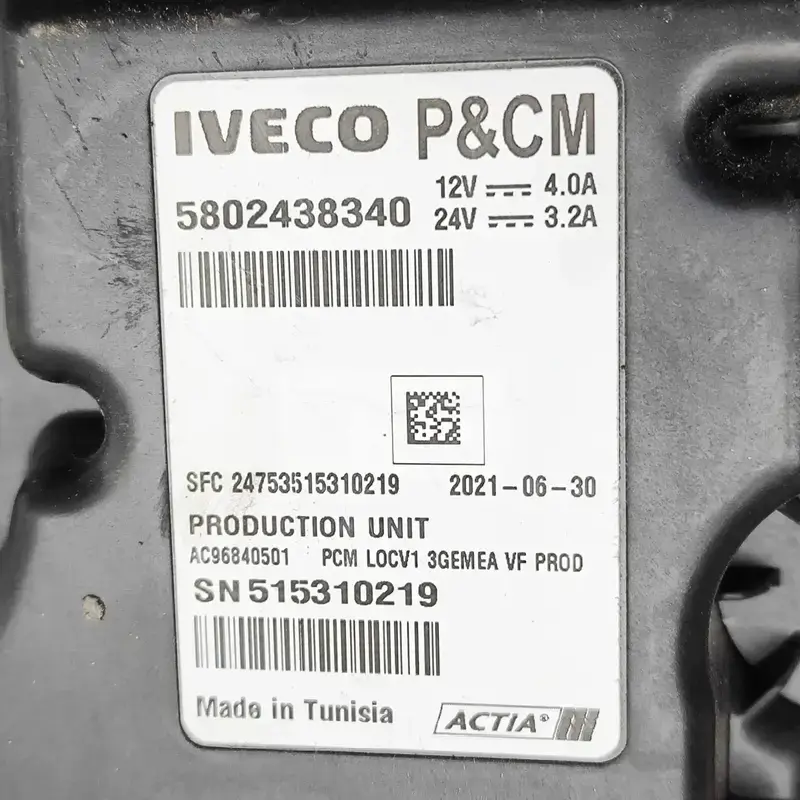 IVECO P&CM
12V ⎓ 4.0A
5802438340
24V ⎓ 3.2A
SFC 24753515310219 2021-06-30
PRODUCTION UNIT
AC96840501 PCM LOCV1 3GEMEA VF PROD
SN 515310219
Made in Tunisia ACTIA®